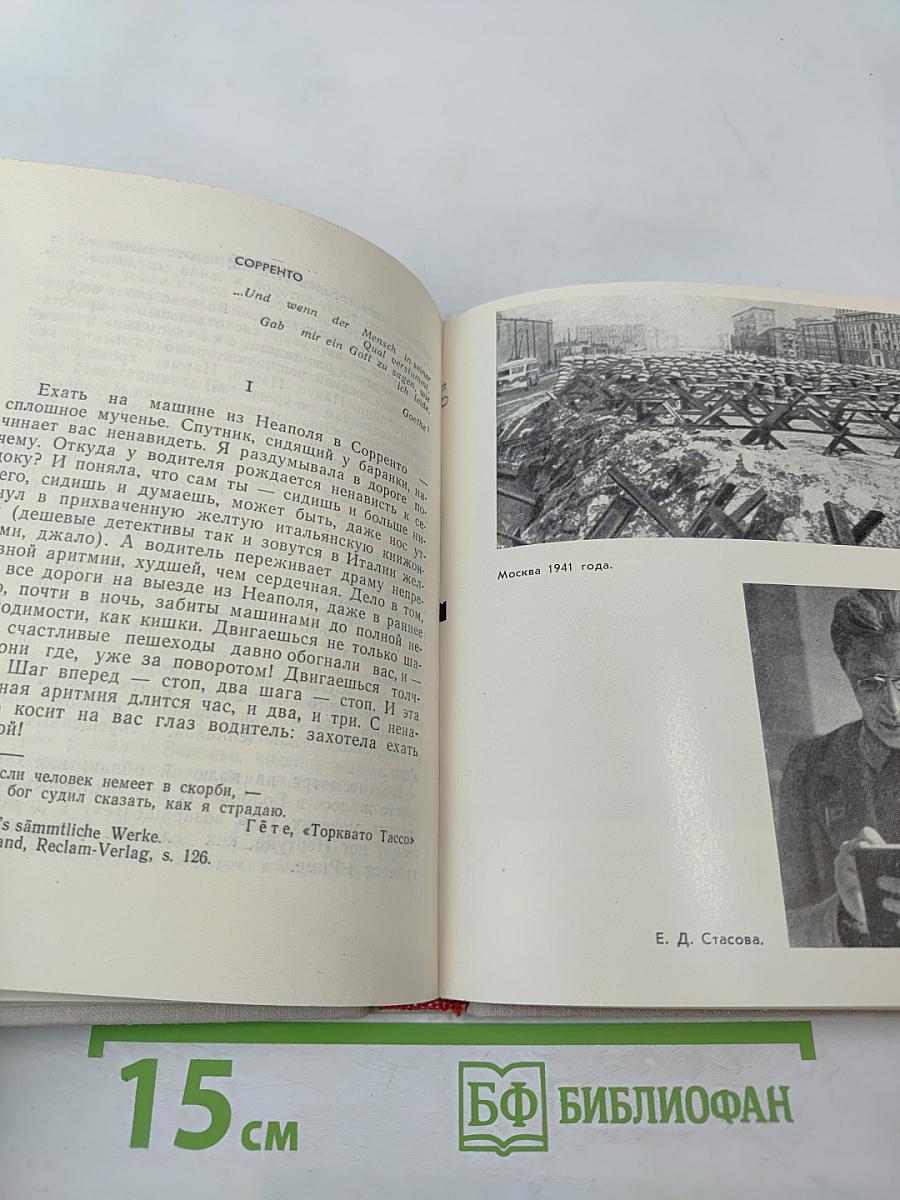 СОРРЕНТО
...Und wenn der Mensch in seiner
Qual verstummt
Gab mir ein Gott zu sagen, wie
ich leide.
Goethe¹
I
Ехать на машине из Неаполя в Сорренто —
сплошное мученье. Спутник, сидящий у баранки, на-
чинает вас ненавидеть. Я раздумывала в дороге, по-
чему. Откуда у водителя рождается ненависть к се-
доку? И поняла, что сам ты — сидишь и больше ни-
его, сидишь и думаешь, может быть, даже нос ут-
нул в прихваченную желтую итальянскую книжон-
(дешевые детективы так и зовутся в Италии жел-
ми, джало). А водитель переживает драму непре-
вной аритмии, худшей, чем сердечная. Дело в том,
все дороги на выезде из Неаполя, даже в раннее
о, почти в ночь, забиты машинами до полной не-
одимости, как кишки. Двигаешься не только ша-
счастливые пешеходы давно обогнали вас, и —
они где, уже за поворотом! Двигаешься толч-
Шаг вперед — стоп, два шага — стоп. И эта
ная аритмия длится час, и два, и три. С нена-
косит на вас глаз водитель: захотела ехать
ой!
сли человек немеет в скорби, —
бог судил сказать, как я страдаю.
Гёте, «Торквато Тассо»
's sämmtliche Werke.
and, Reclam-Verlag, s. 126.
Москва 1941 года.
Е. Д. Стасова.
15 см
БФ БИБЛИОФАН